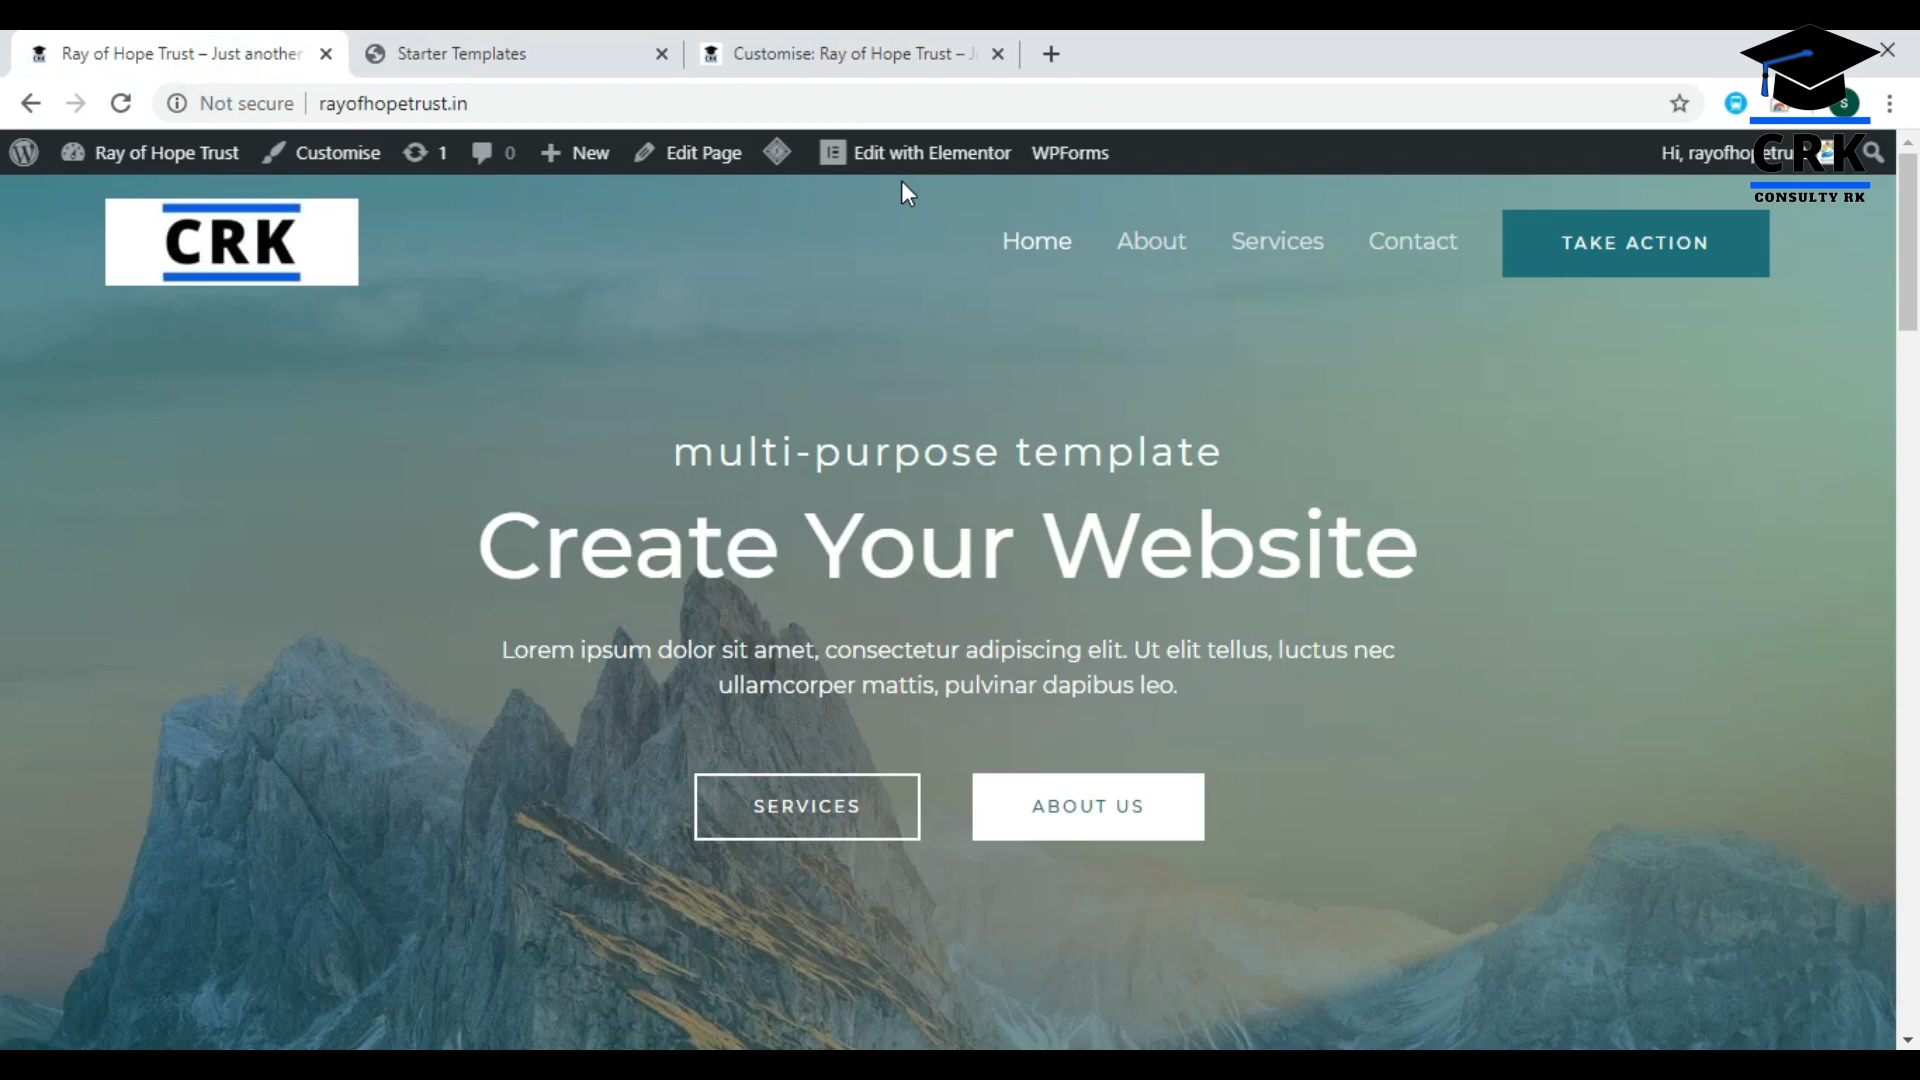 Ray of Hope Trust – Just another
Starter Templates
Customise: Ray of Hope Trust –
Not secure
rayofhopetrust.in
S
Ray of Hope Trust
Customise
1
0
New
Edit Page
Edit with Elementor
WPForms
Hi, rayofhopetru
CRK
CONSULTY RK
CRK
Home
About
Services
Contact
TAKE ACTION
multi-purpose template
Create Your Website
Lorem ipsum dolor sit amet, consectetur adipiscing elit. Ut elit tellus, luctus nec
ullamcorper mattis, pulvinar dapibus leo.
SERVICES
ABOUT US